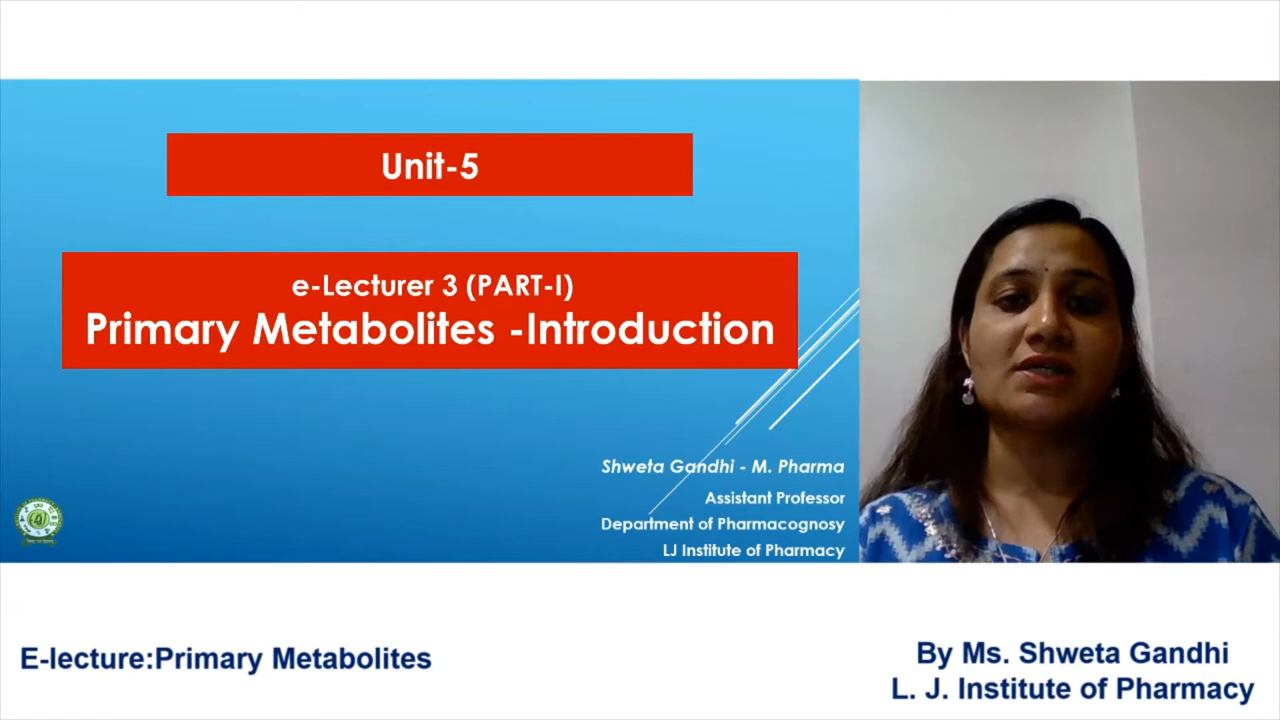 Unit-5
e-Lecturer 3 (PART-I)
Primary Metabolites -Introduction
Shweta Gandhi - M. Pharma
Assistant Professor
Department of Pharmacognosy
LJ Institute of Pharmacy
E-lecture:Primary Metabolites
By Ms. Shweta Gandhi
L. J. Institute of Pharmacy